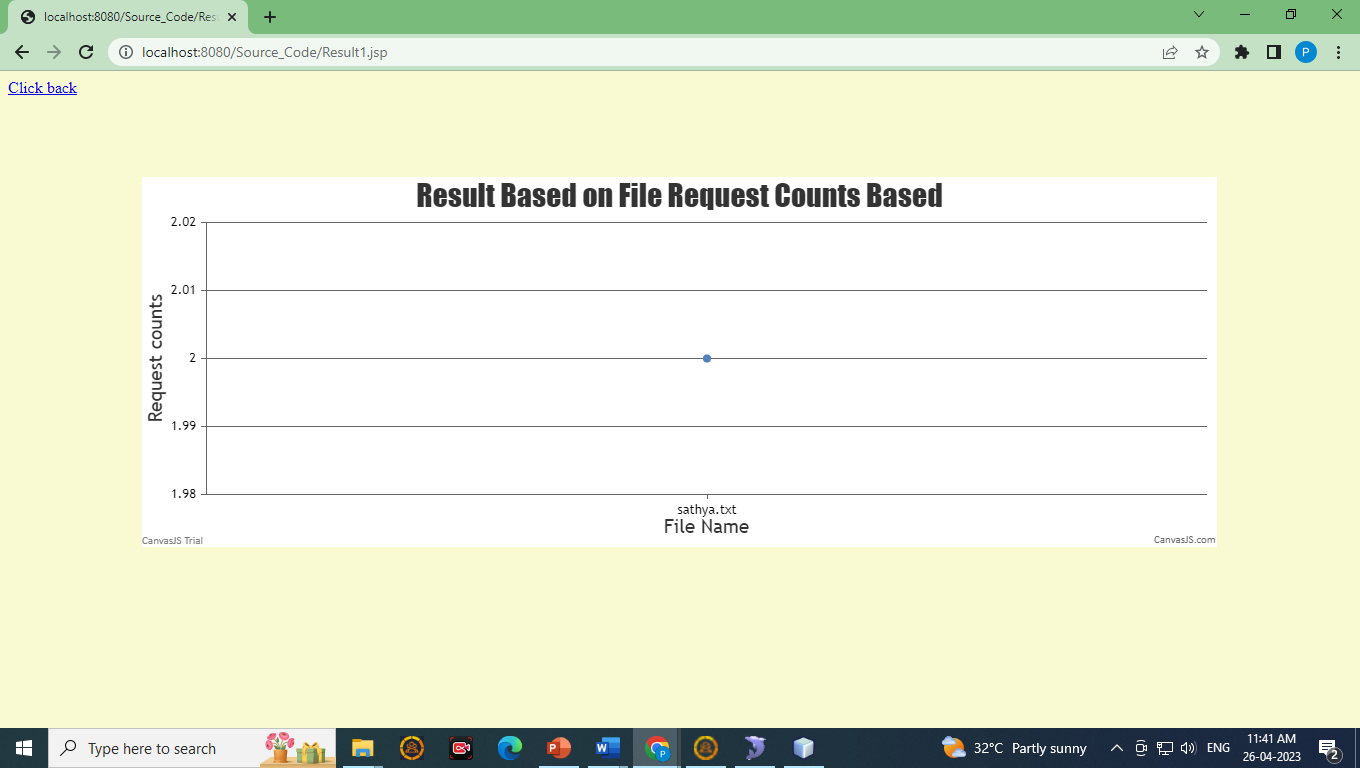 localhost:8080/Source_Code/Res
localhost:8080/Source_Code/Result1.jsp
P
Click back
Result Based on File Request Counts Based
2.02
2.01
2
1.99
1.98
Request counts
sathya.txt
File Name
CanvasJS Trial
CanvasJS.com
Type here to search
32°C Partly sunny
ENG
11:41 AM
26-04-2023
2